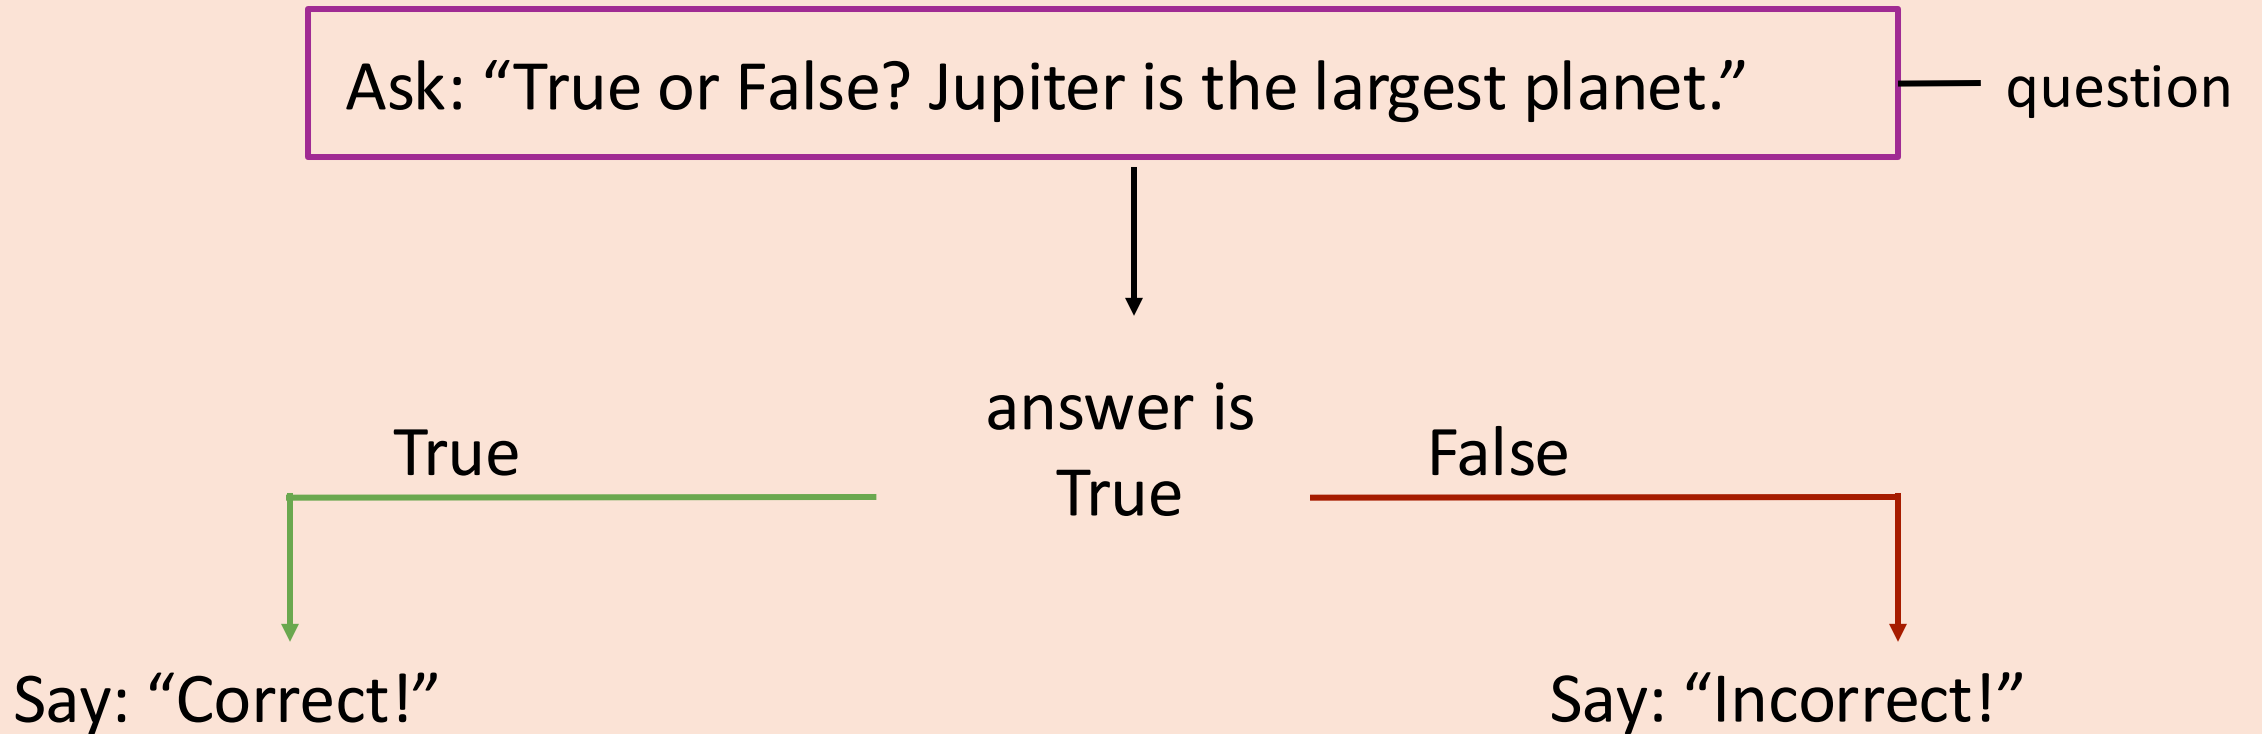 Ask: “True or False? Jupiter is the largest planet.”
question
answer is
True
True
False
Say: “Correct!”
Say: “Incorrect!”